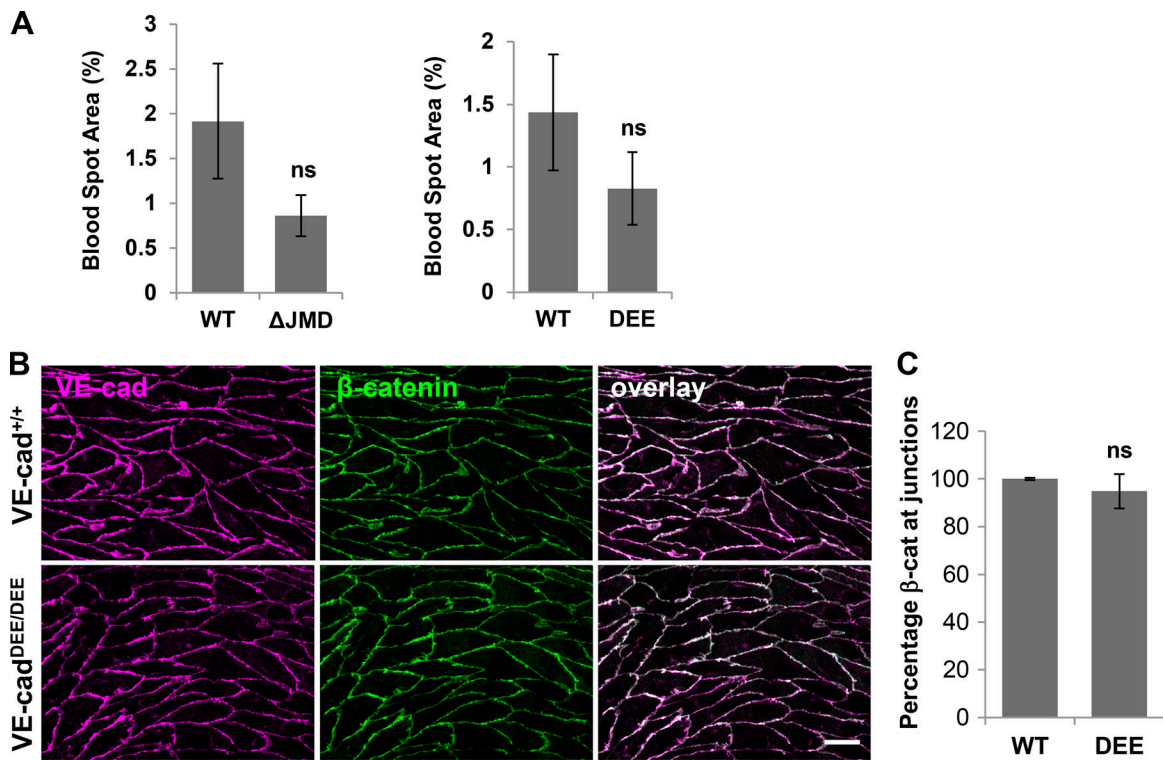 A
Blood Spot Area (%)
3
2.5
2
1.5
1
0.5
0
ns
WT
ΔJMD
Blood Spot Area (%)
2
1.5
1
0.5
0
ns
WT
DEE
B
VE-cad
β-catenin
overlay
VE-cad+/+
VE-cadDEE/DEE
C
Percentage β-cat at junctions
120
100
80
60
40
20
0
ns
WT
DEE